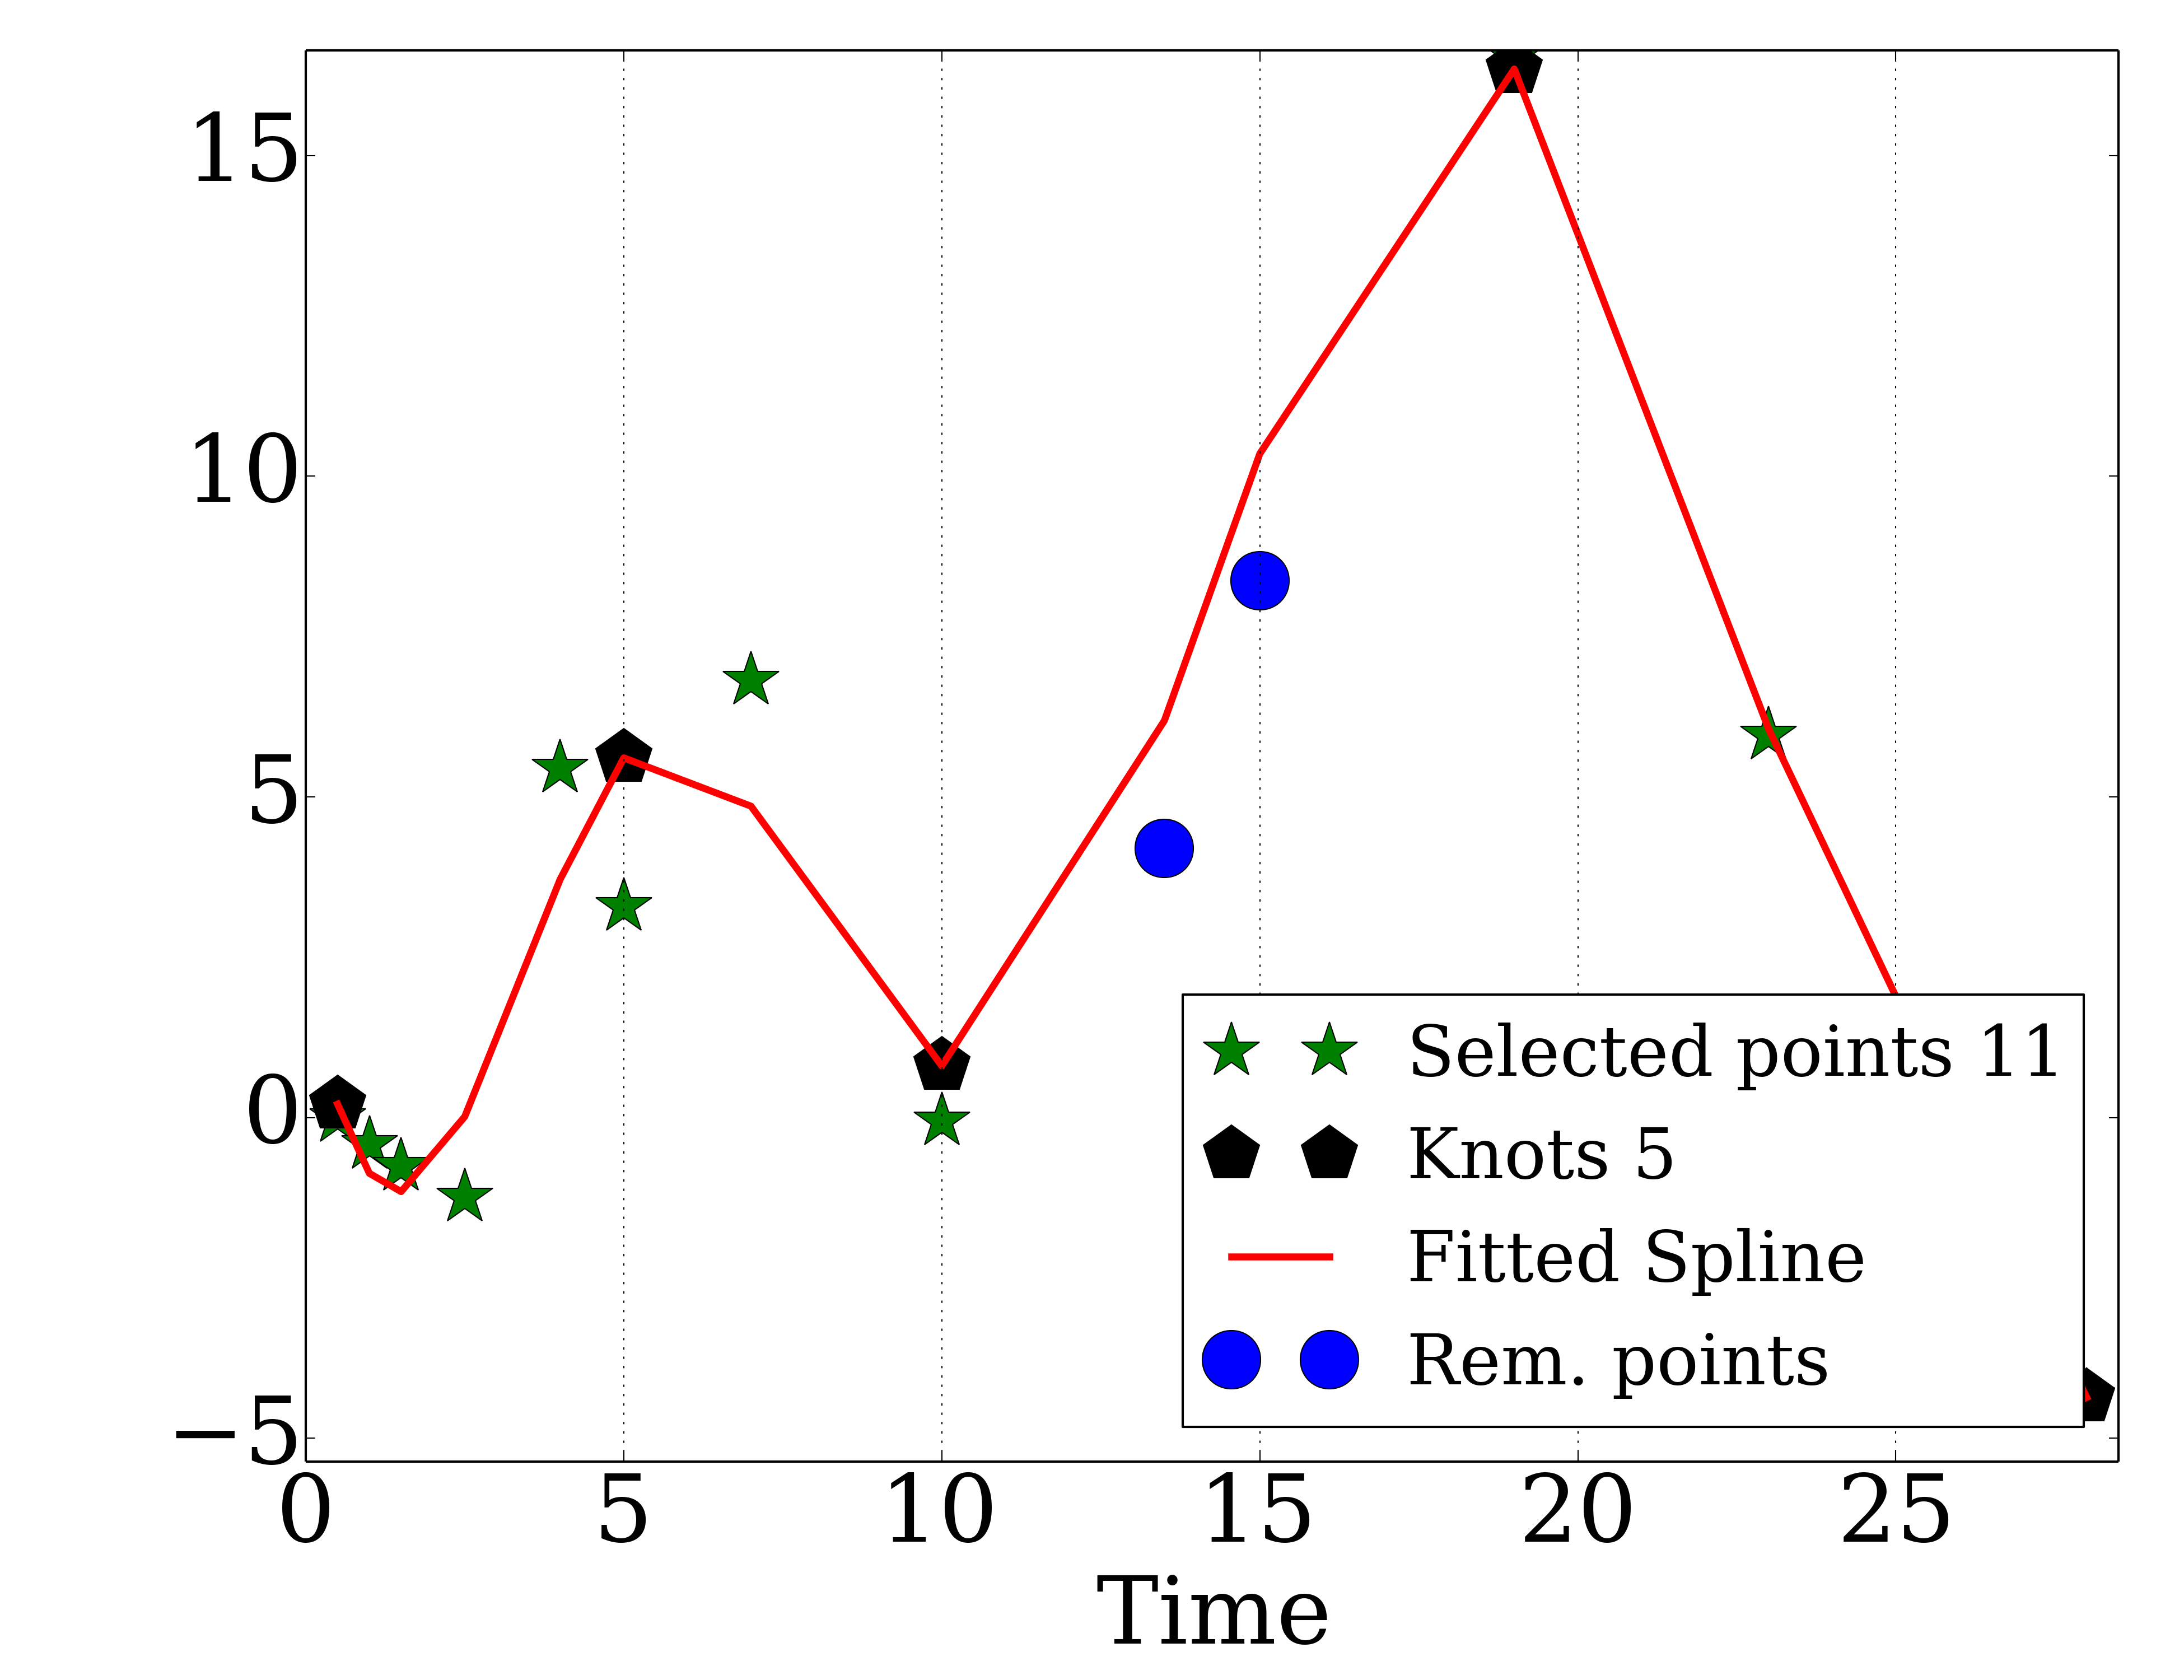 15
10
5
0
−5
0 5 10 15 20 25
Time
Selected points 11
Knots 5
Fitted Spline
Rem. points